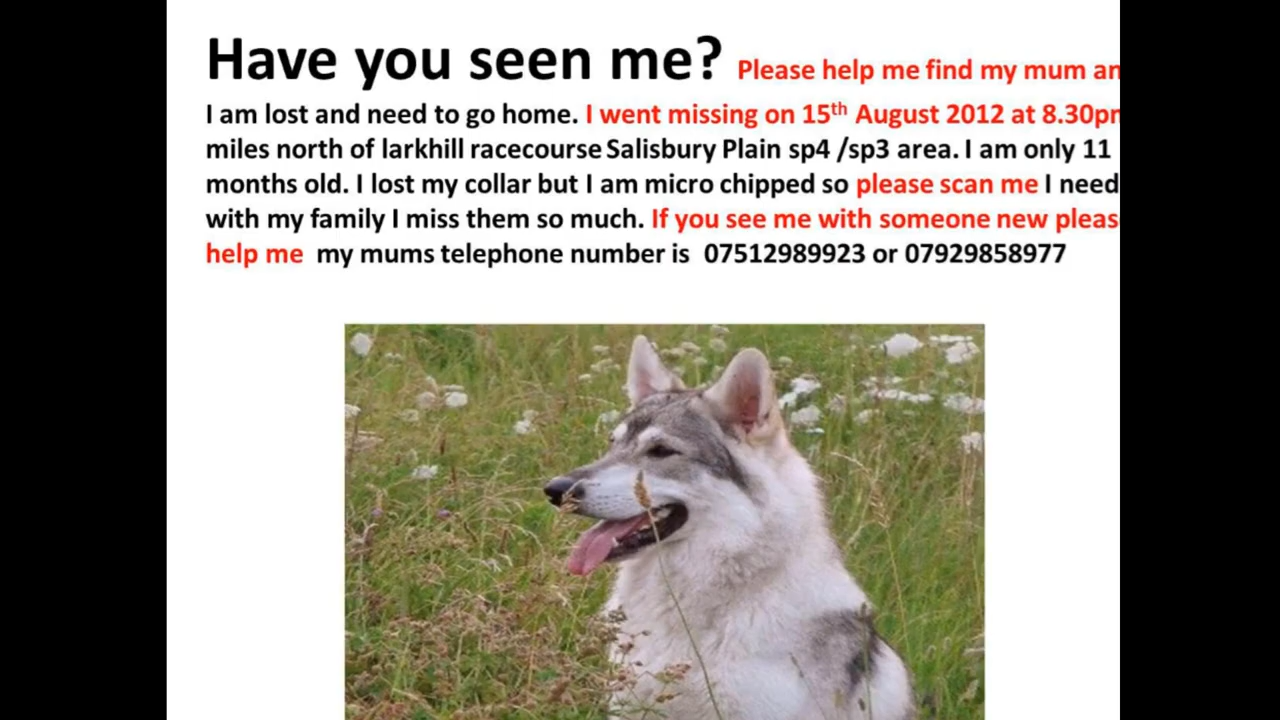 Have you seen me? Please help me find my mum an
I am lost and need to go home. I went missing on 15th August 2012 at 8.30pm
miles north of larkhill racecourse Salisbury Plain sp4 /sp3 area. I am only 11
months old. I lost my collar but I am micro chipped so please scan me I need
with my family I miss them so much. If you see me with someone new pleas
help me my mums telephone number is 07512989923 or 07929858977